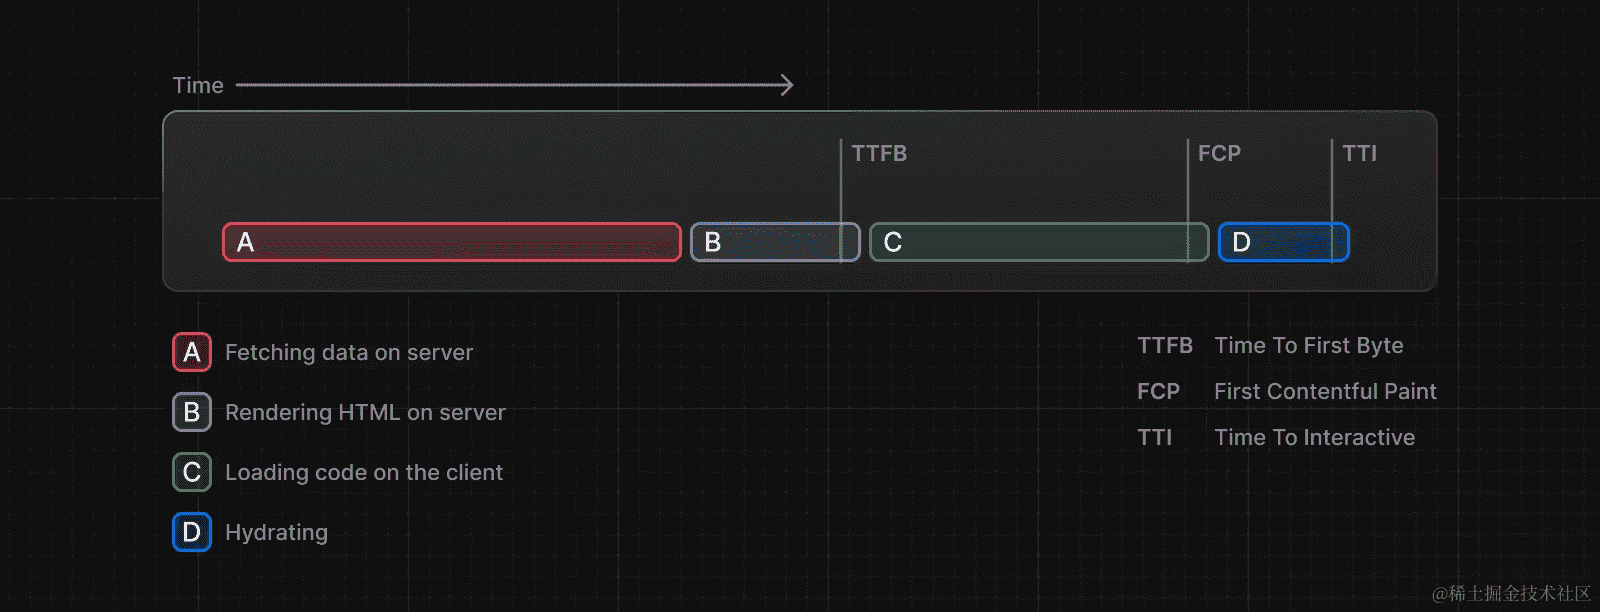 Time
TTFB
FCP
TTI
A
B
C
D
A Fetching data on server
B Rendering HTML on server
C Loading code on the client
D Hydrating
TTFB Time To First Byte
FCP First Contentful Paint
TTI Time To Interactive
@稀土掘金技术社区